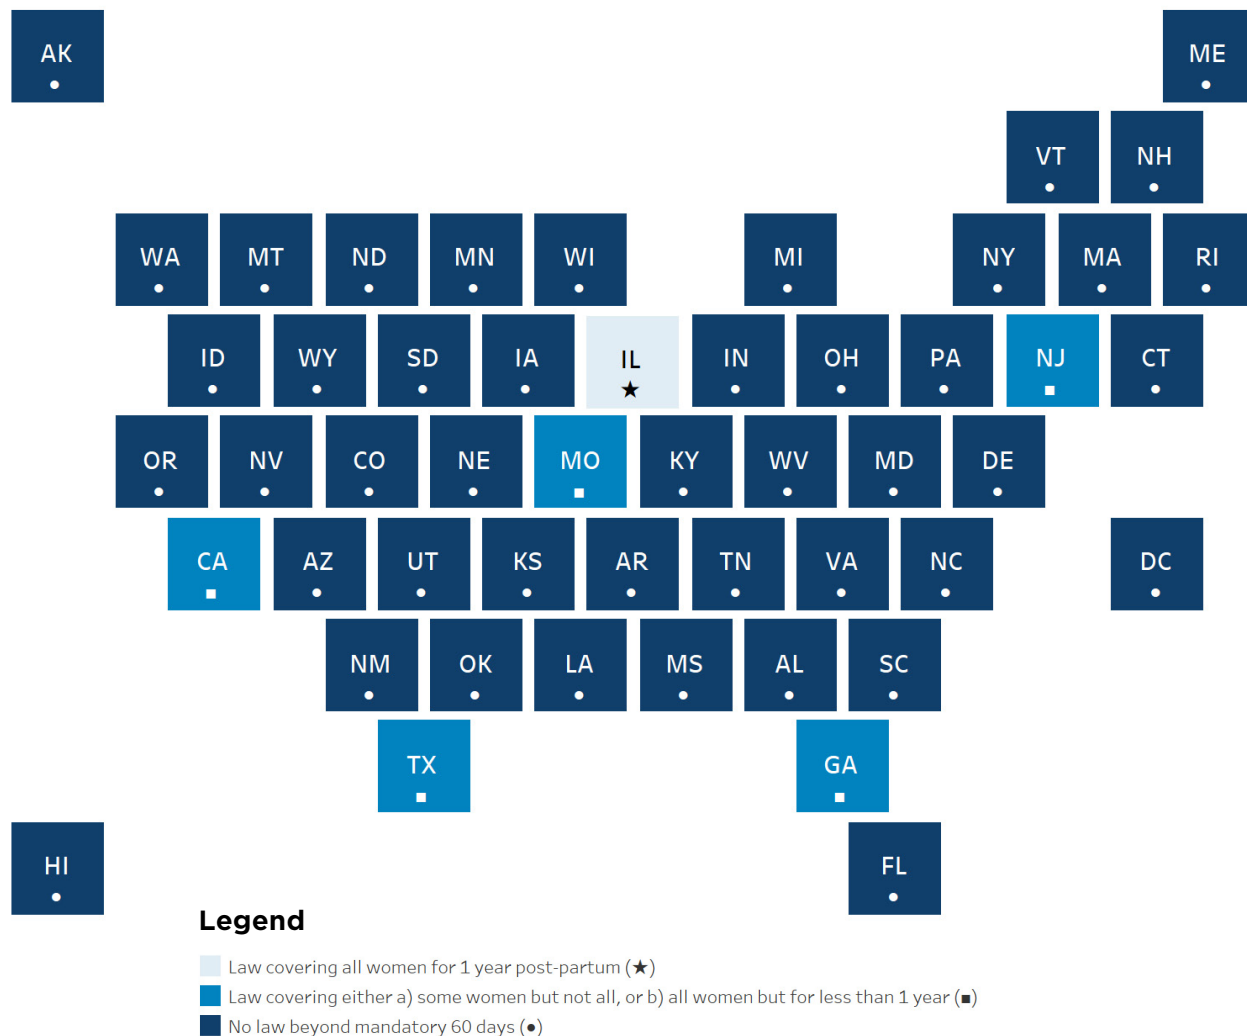 AK ME
● ●
VT NH
● ●
WA MT ND MN WI MI NY MA RI
● ● ● ● ● ● ● ● ●
ID WY SD IA IL IN OH PA NJ CT
● ● ● ● ★ ● ● ● ■ ●
OR NV CO NE MO KY WV MD DE
● ● ● ● ■ ● ● ● ●
CA AZ UT KS AR TN VA NC DC
■ ● ● ● ● ● ● ● ●
NM OK LA MS AL SC
● ● ● ● ● ●
TX GA
■ ■
HI FL
● ●
Legend
Law covering all women for 1 year post-partum (★)
Law covering either a) some women but not all, or b) all women but for less than 1 year (■)
No law beyond mandatory 60 days (●)